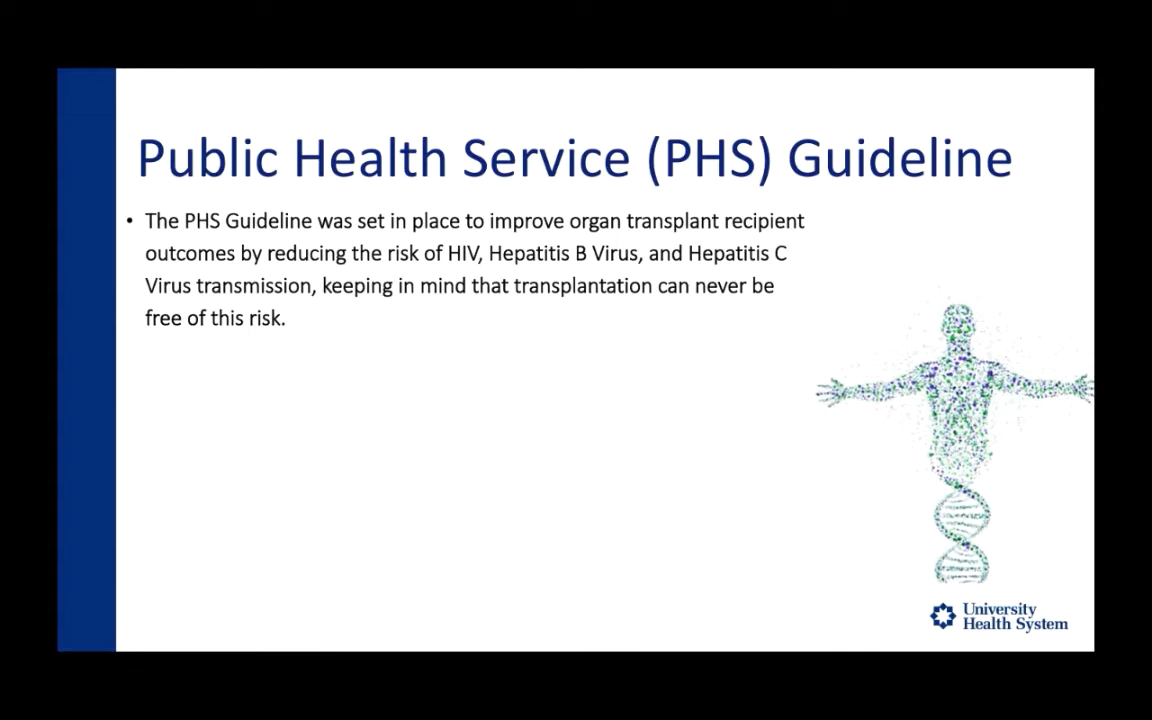 Public Health Service (PHS) Guideline
• The PHS Guideline was set in place to improve organ transplant recipient
outcomes by reducing the risk of HIV, Hepatitis B Virus, and Hepatitis C
Virus transmission, keeping in mind that transplantation can never be
free of this risk.
University
Health System